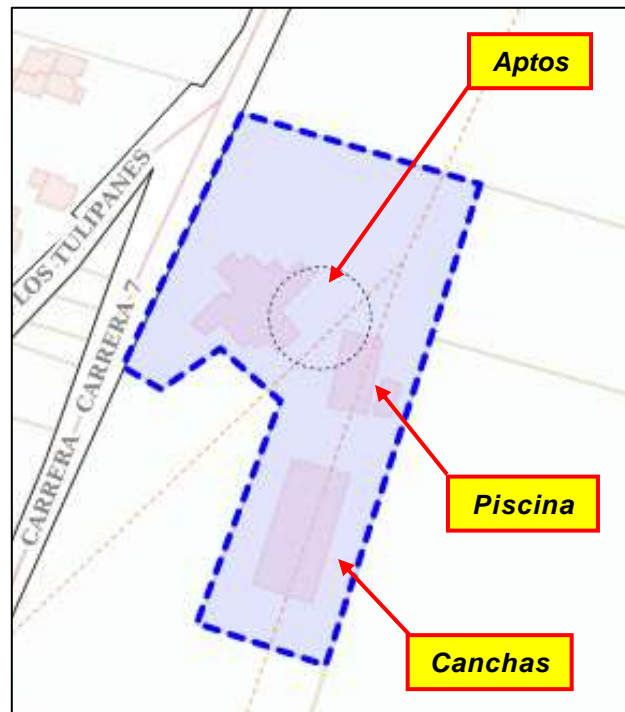 Aptos
LOS TULIPANES
CARRERA - CARRERA 7
Piscina
Canchas